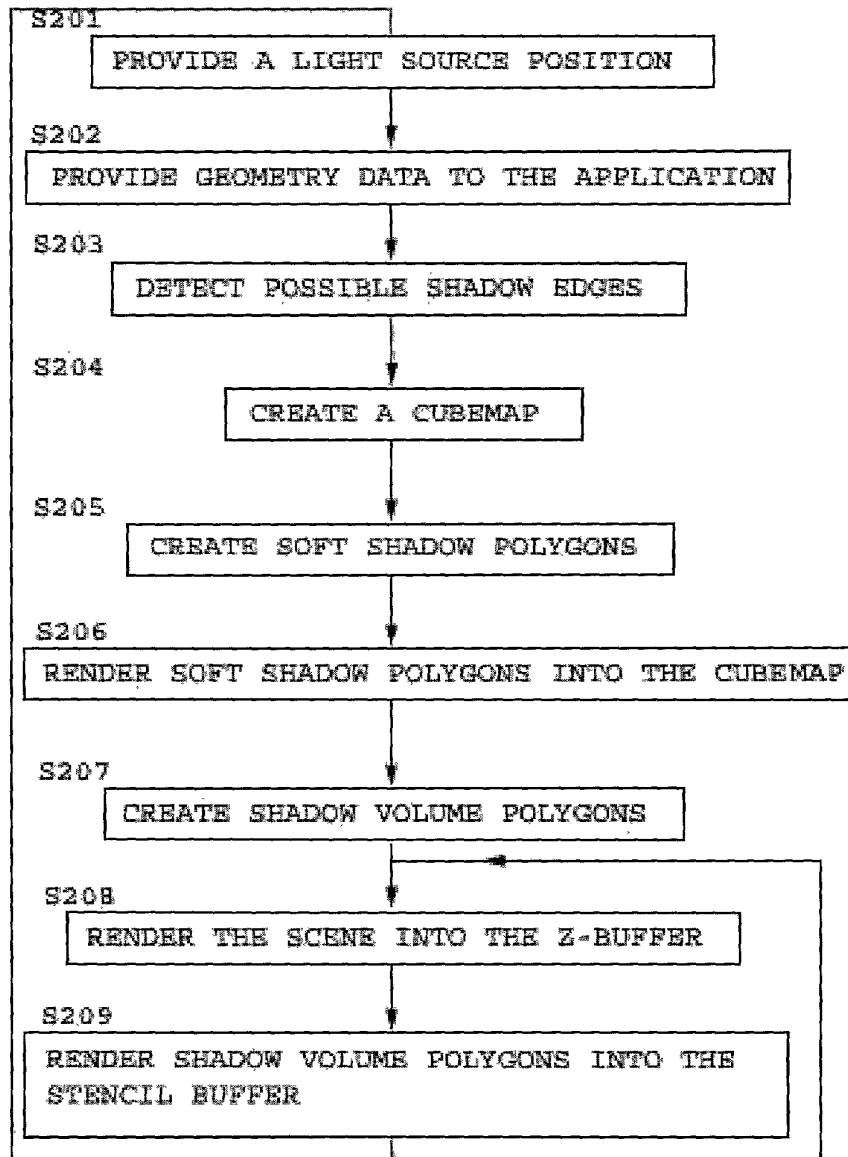 S201
PROVIDE A LIGHT SOURCE POSITION
S202
PROVIDE GEOMETRY DATA TO THE APPLICATION
S203
DETECT POSSIBLE SHADOW EDGES
S204
CREATE A CUBEMAP
S205
CREATE SOFT SHADOW POLYGONS
S206
RENDER SOFT SHADOW POLYGONS INTO THE CUBEMAP
S207
CREATE SHADOW VOLUME POLYGONS
S208
RENDER THE SCENE INTO THE Z-BUFFER
S209
RENDER SHADOW VOLUME POLYGONS INTO THE
STENCIL BUFFER